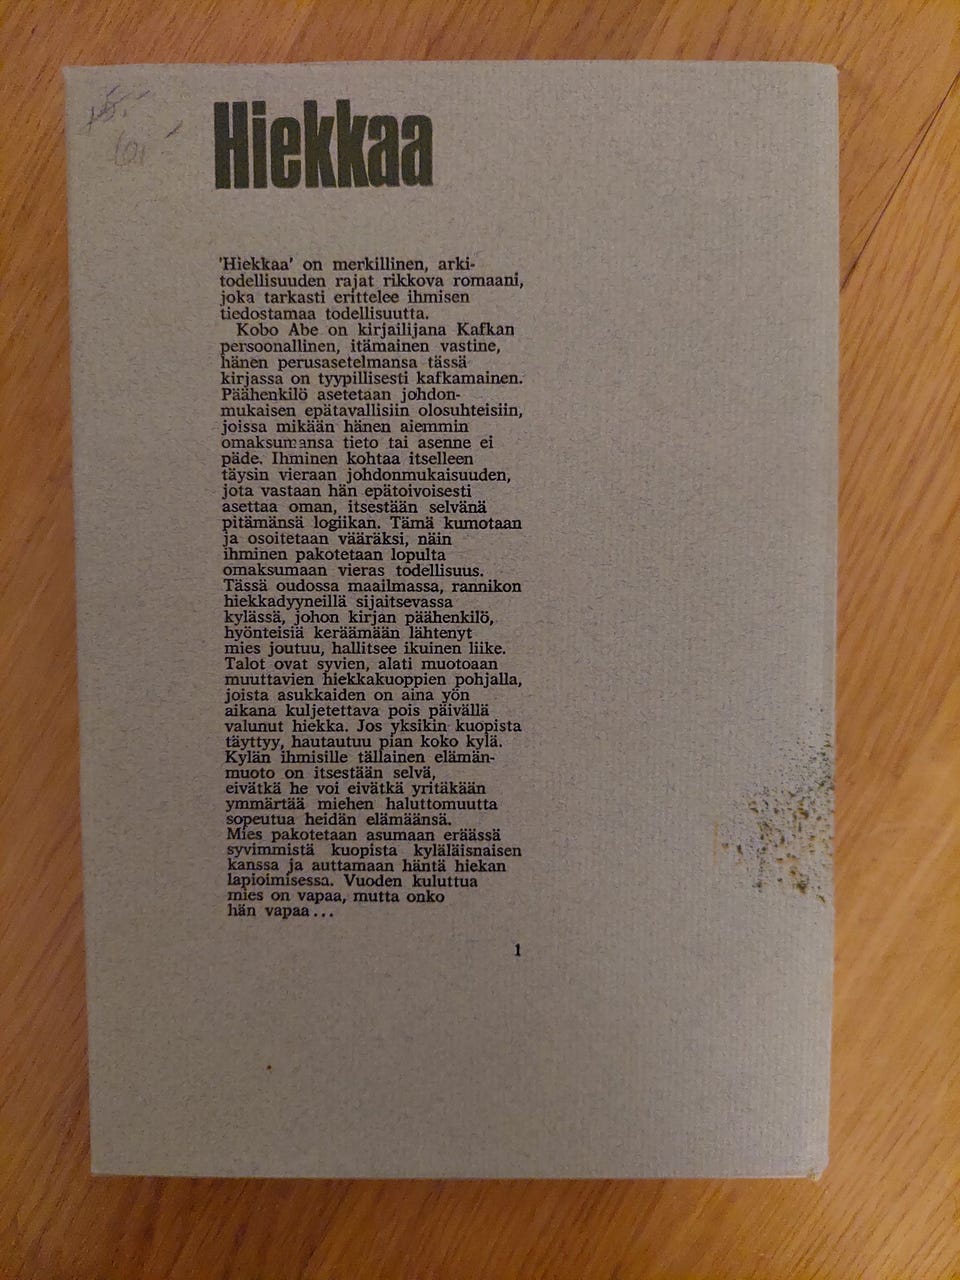 Hiekkaa
'Hiekkaa' on merkillinen, arki-
todellisuuden rajat rikkova romaani,
joka tarkasti erittelee ihmisen
tiedostamaa todellisuutta.
Kobo Abe on kirjailijana Kafkan
persoonallinen, itämainen vastine,
hänen perusasetelmansa tässä
kirjassa on tyypillisesti kafkamainen.
Päähenkilö asetetaan johdon-
mukaisen epätavallisiin olosuhteisiin,
joissa mikään hänen aiemmin
omaksumansa tieto tai asenne ei
päde. Ihminen kohtaa itselleen
täysin vieraan johdonmukaisuuden,
jota vastaan hän epätoivoisesti
asettaa oman, itsestään selvänä
pitämänsä logiikan. Tämä kumotaan
ja osoitetaan vääräksi, näin
ihminen pakotetaan lopulta
omaksumaan vieras todellisuus.
Tässä oudossa maailmassa, rannikon
hiekkadyyneillä sijaitsevassa
kylässä, johon kirjan päähenkilö,
hyönteisiä keräämään lähtenyt
mies joutuu, hallitsee ikuinen liike.
Talot ovat syvien, alati muotoaan
muuttavien hiekkakuoppien pohjalla,
joista asukkaiden on aina yön
aikana kuljetettava pois päivällä
valunut hiekka. Jos yksikin kuopista
täyttyy, hautautuu pian koko kylä.
Kylän ihmisille tällainen elämän-
muoto on itsestään selvä,
eivätkä he voi eivätkä yritäkään
ymmärtää miehen haluttomuutta
sopeutua heidän elämäänsä.
Mies pakotetaan asumaan eräässä
syvimmistä kuopista kyläläisnaisen
kanssa ja auttamaan häntä hiekan
lapioimisessa. Vuoden kuluttua
mies on vapaa, mutta onko
hän vapaa...
1